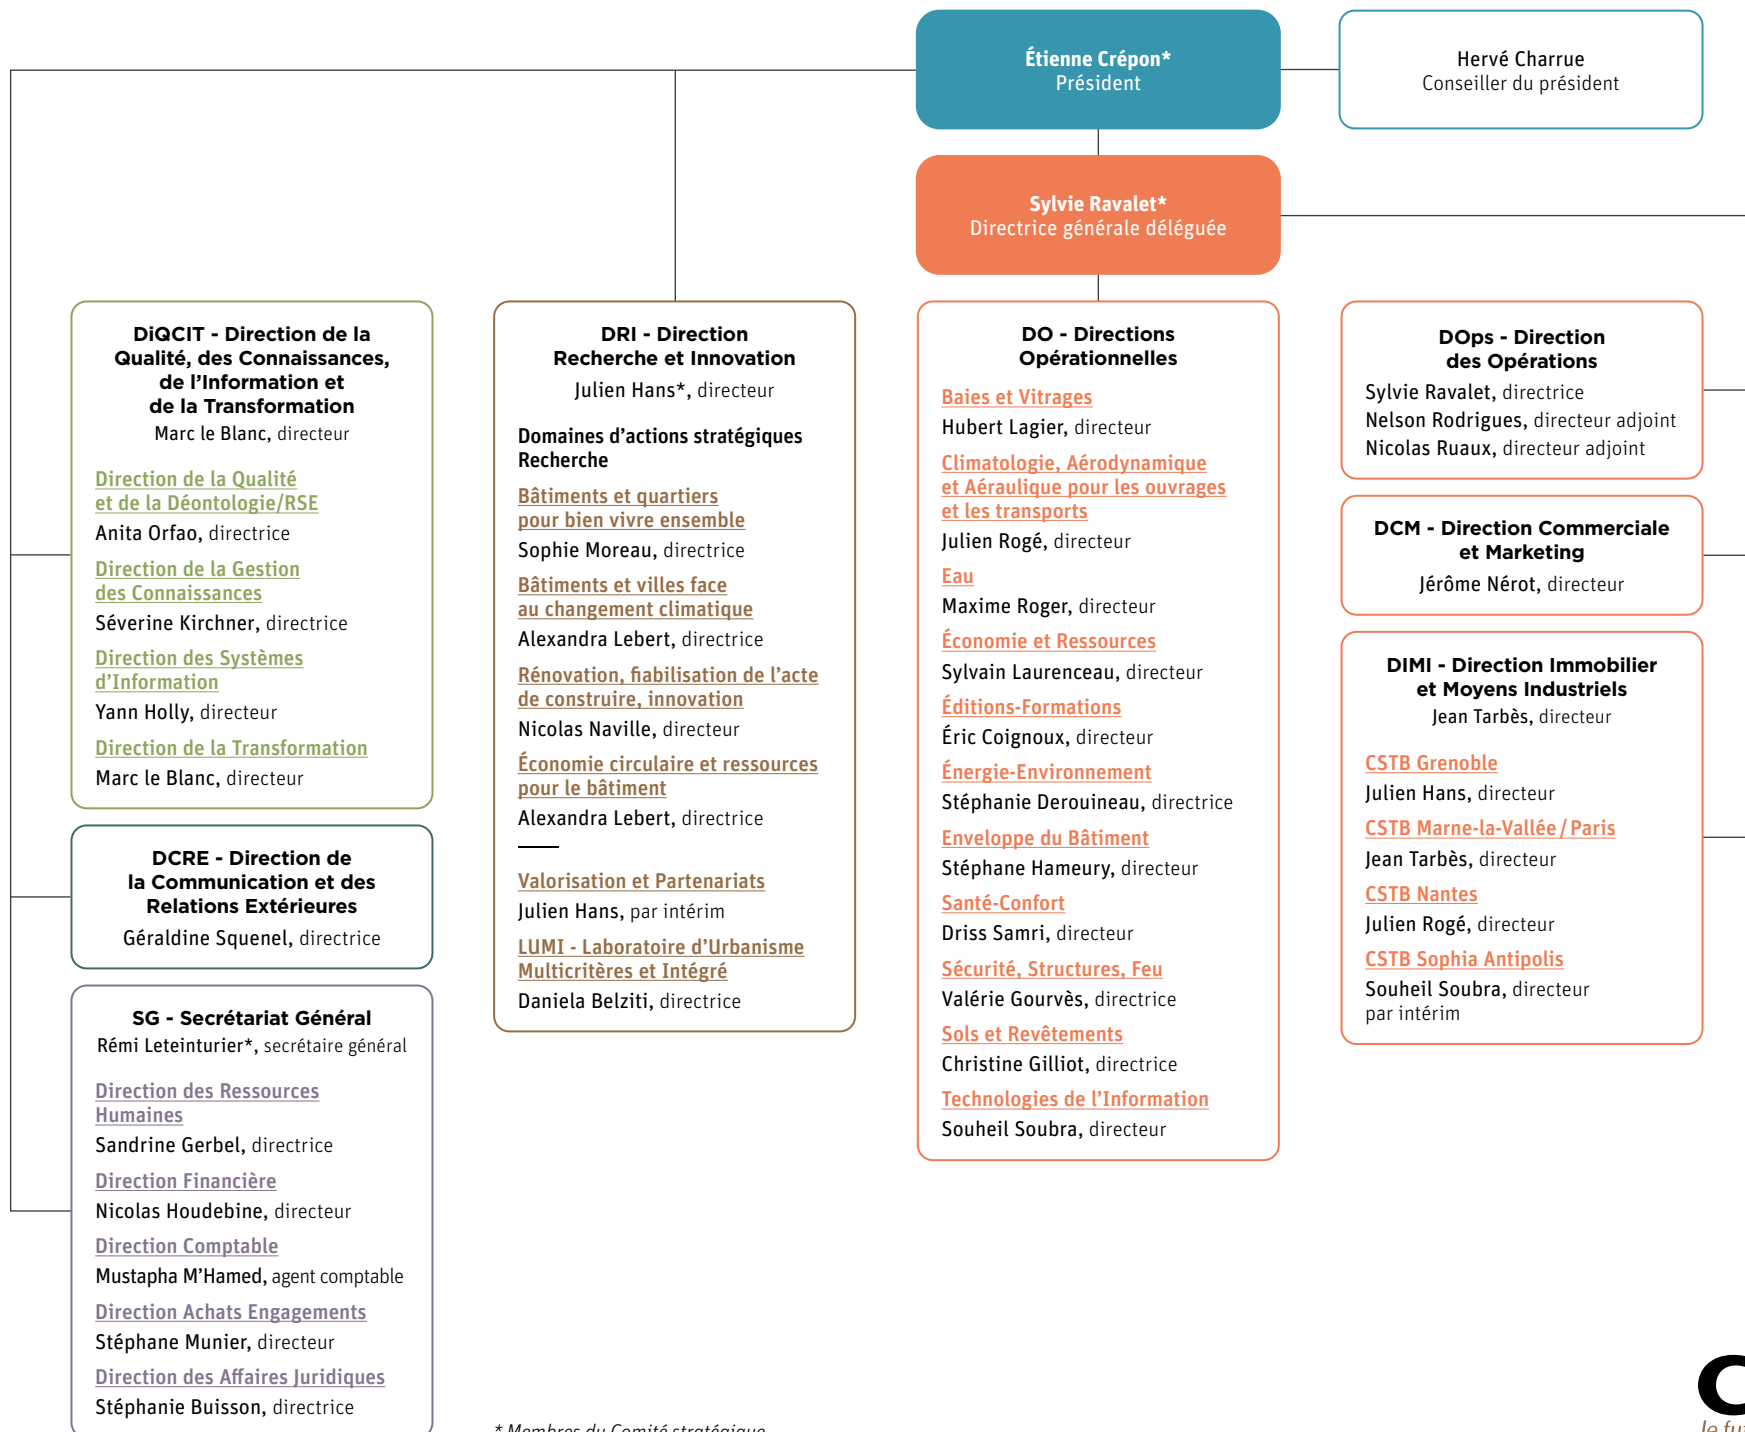 Étienne Crépon*
Président
Hervé Charrue
Conseiller du président
Sylvie Ravalet*
Directrice générale déléguée
DiQCIT - Direction de la
Qualité, des Connaissances,
de l'Information et
de la Transformation
Marc le Blanc, directeur
Direction de la Qualité
et de la Déontologie/RSE
Anita Orfao, directrice
Direction de la Gestion
des Connaissances
Séverine Kirchner, directrice
Direction des Systèmes
d'Information
Yann Holly, directeur
Direction de la Transformation
Marc le Blanc, directeur
DCRE - Direction de
la Communication et des
Relations Extérieures
Géraldine Squenel, directrice
SG - Secrétariat Général
Rémi Leteinturier*, secrétaire général
Direction des Ressources
Humaines
Sandrine Gerbel, directrice
Direction Financière
Nicolas Houdebine, directeur
Direction Comptable
Mustapha M'Hamed, agent comptable
Direction Achats Engagements
Stéphane Munier, directeur
Direction des Affaires Juridiques
Stéphanie Buisson, directrice
DRI - Direction
Recherche et Innovation
Julien Hans*, directeur
Domaines d'actions stratégiques
Recherche
Bâtiments et quartiers
pour bien vivre ensemble
Sophie Moreau, directrice
Bâtiments et villes face
au changement climatique
Alexandra Lebert, directrice
Rénovation, fiabilisation de l'acte
de construire, innovation
Nicolas Naville, directeur
Économie circulaire et ressources
pour le bâtiment
Alexandra Lebert, directrice
Valorisation et Partenariats
Julien Hans, par intérim
LUMI - Laboratoire d'Urbanisme
Multicritères et Intégré
Daniela Belziti, directrice
DO - Directions
Opérationnelles
Baies et Vitrages
Hubert Lagier, directeur
Climatologie, Aérodynamique
et Aéraulique pour les ouvrages
et les transports
Julien Rogé, directeur
Eau
Maxime Roger, directeur
Économie et Ressources
Sylvain Laurenceau, directeur
Éditions-Formations
Éric Coignoux, directeur
Énergie-Environnement
Stéphanie Derouineau, directrice
Enveloppe du Bâtiment
Stéphane Hameury, directeur
Santé-Confort
Driss Samri, directeur
Sécurité, Structures, Feu
Valérie Gourvès, directrice
Sols et Revêtements
Christine Gilliot, directrice
Technologies de l'Information
Souheil Soubra, directeur
DOps - Direction
des Opérations
Sylvie Ravalet, directrice
Nelson Rodrigues, directeur adjoint
Nicolas Ruaux, directeur adjoint
DCM - Direction Commerciale
et Marketing
Jérôme Nérot, directeur
DIMI - Direction Immobilier
et Moyens Industriels
Jean Tarbès, directeur
CSTB Grenoble
Julien Hans, directeur
CSTB Marne-la-Vallée / Paris
Jean Tarbès, directeur
CSTB Nantes
Julien Rogé, directeur
CSTB Sophia Antipolis
Souheil Soubra, directeur
par intérim
* Membres du Comité stratégique
C
le fu